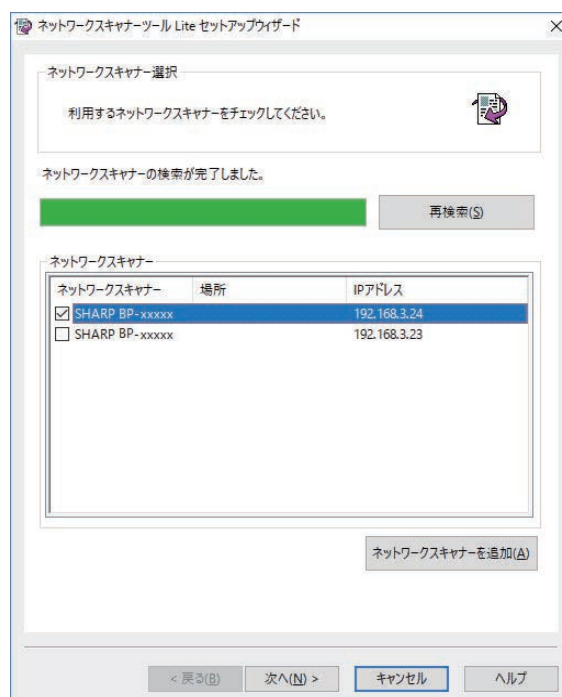 ネットワークスキャナーツール Lite セットアップウィザード
ネットワークスキャナー選択
利用するネットワークスキャナーをチェックしてください。
ネットワークスキャナーの検索が完了しました。
再検索(S)
ネットワークスキャナー
ネットワークスキャナー 場所 IPアドレス
SHARP BP-xxxxx 192.168.3.24
SHARP BP-xxxxx 192.168.3.23
ネットワークスキャナーを追加(A)
< 戻る(B) 次へ(N) > キャンセル ヘルプ